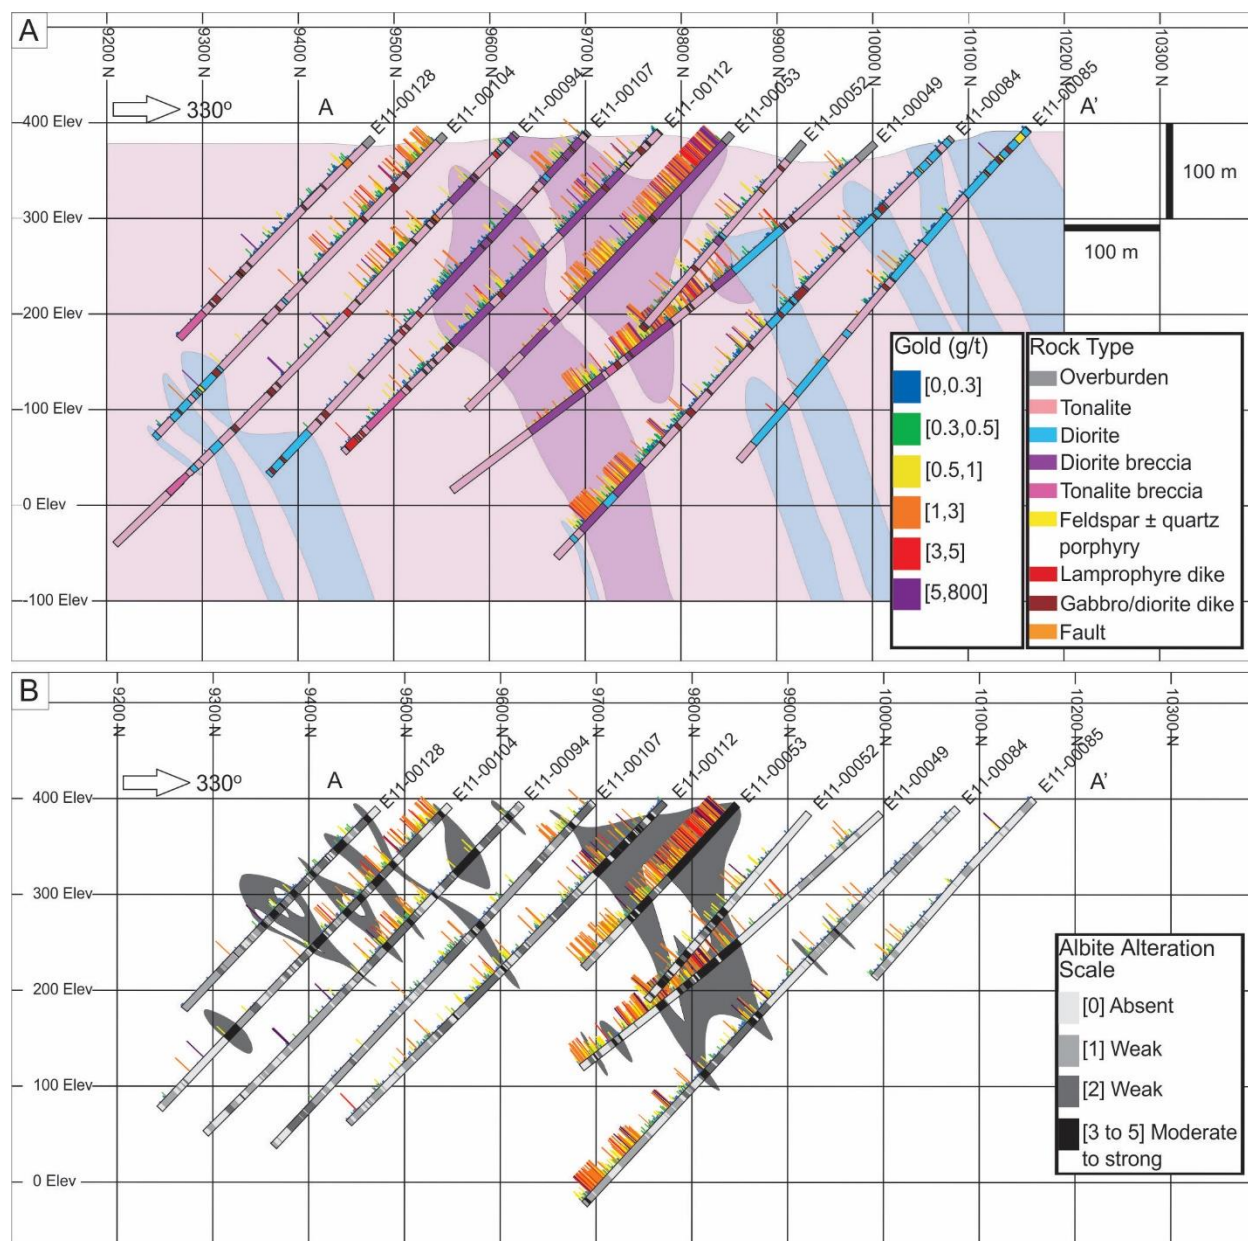 A
9200 N
9300 N
9400 N
9500 N
9600 N
9700 N
9800 N
9900 N
10000 N
10100 N
10200 N
10300 N
330º
A
E11-00128
E11-00104
E11-00094
E11-00107
E11-00112
E11-00053
E11-00052
E11-00049
E11-00084
E11-00085
A'
400 Elev
300 Elev
200 Elev
100 Elev
0 Elev
-100 Elev
100 m
100 m
Gold (g/t)
[0,0.3]
[0.3,0.5]
[0.5,1]
[1,3]
[3,5]
[5,800]
Rock Type
Overburden
Tonalite
Diorite
Diorite breccia
Tonalite breccia
Feldspar ± quartz
porphyry
Lamprophyre dike
Gabbro/diorite dike
Fault
B
9200 N
9300 N
9400 N
9500 N
9600 N
9700 N
9800 N
9900 N
10000 N
10100 N
10200 N
10300 N
330º
A
E11-00128
E11-00104
E11-00094
E11-00107
E11-00112
E11-00053
E11-00052
E11-00049
E11-00084
E11-00085
A'
400 Elev
300 Elev
200 Elev
100 Elev
0 Elev
Albite Alteration
Scale
[0] Absent
[1] Weak
[2] Weak
[3 to 5] Moderate
to strong